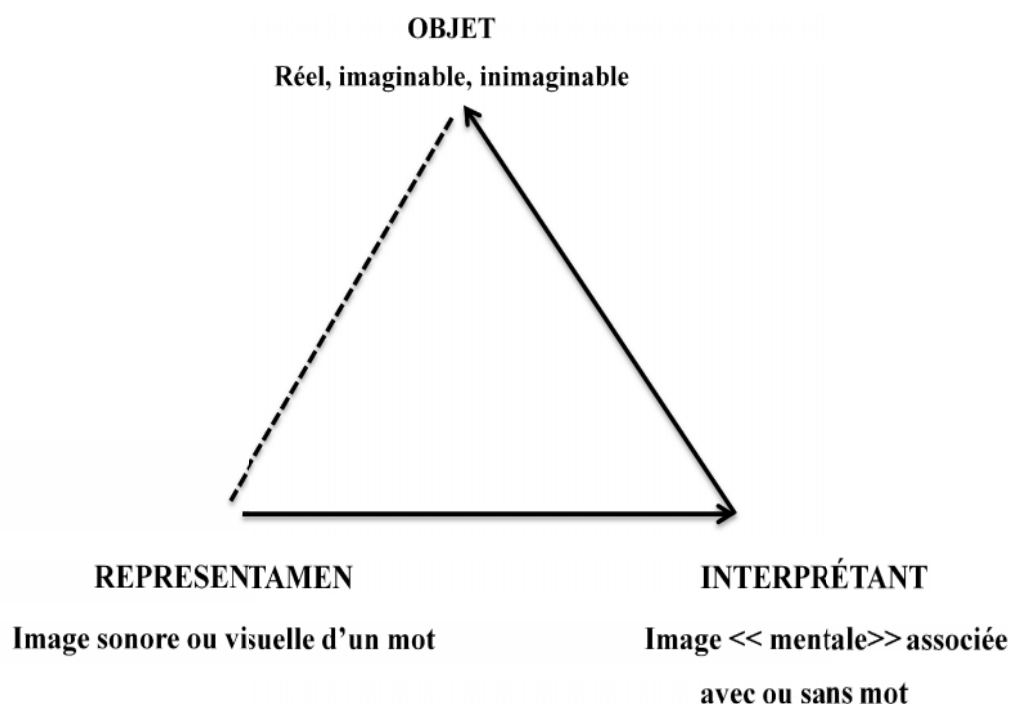 OBJET
Réel, imaginable, inimaginable
REPRESENTAMEN
Image sonore ou visuelle d’un mot
INTERPRÉTANT
Image << mentale>> associée
avec ou sans mot